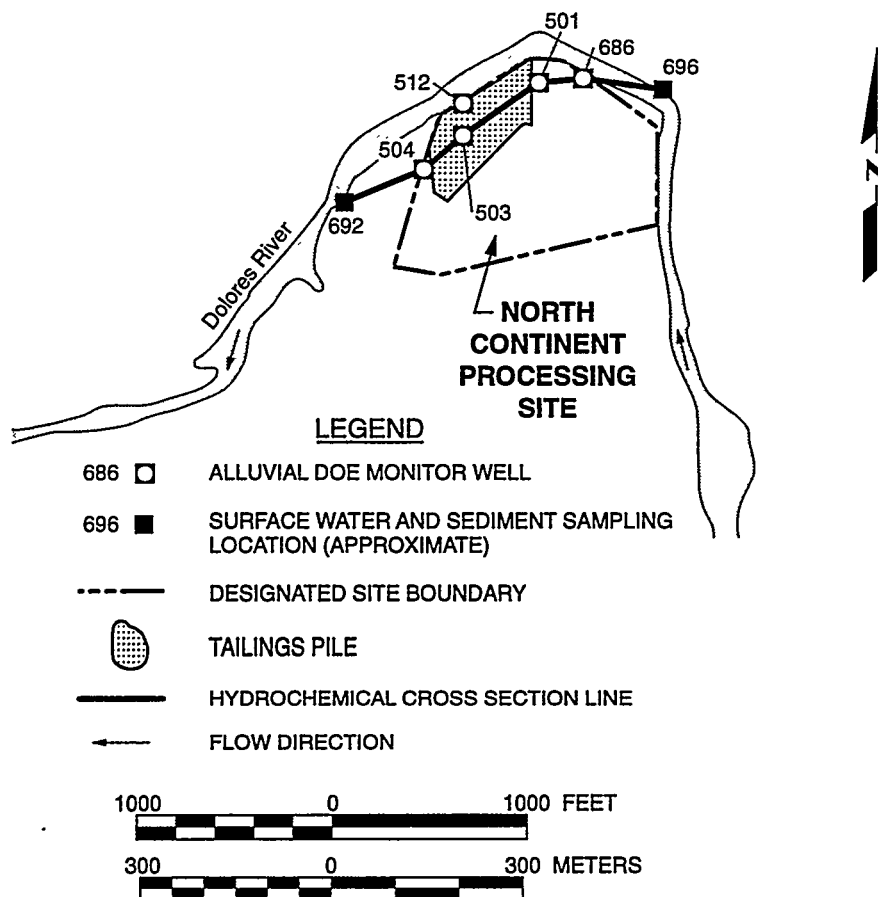 501
686
696
512
504
503
692
Dolores River
N
NORTH
CONTINENT
PROCESSING
SITE
LEGEND
686 ALLUVIAL DOE MONITOR WELL
696 SURFACE WATER AND SEDIMENT SAMPLING
LOCATION (APPROXIMATE)
DESIGNATED SITE BOUNDARY
TAILINGS PILE
HYDROCHEMICAL CROSS SECTION LINE
FLOW DIRECTION
1000 0 1000 FEET
300 0 300 METERS